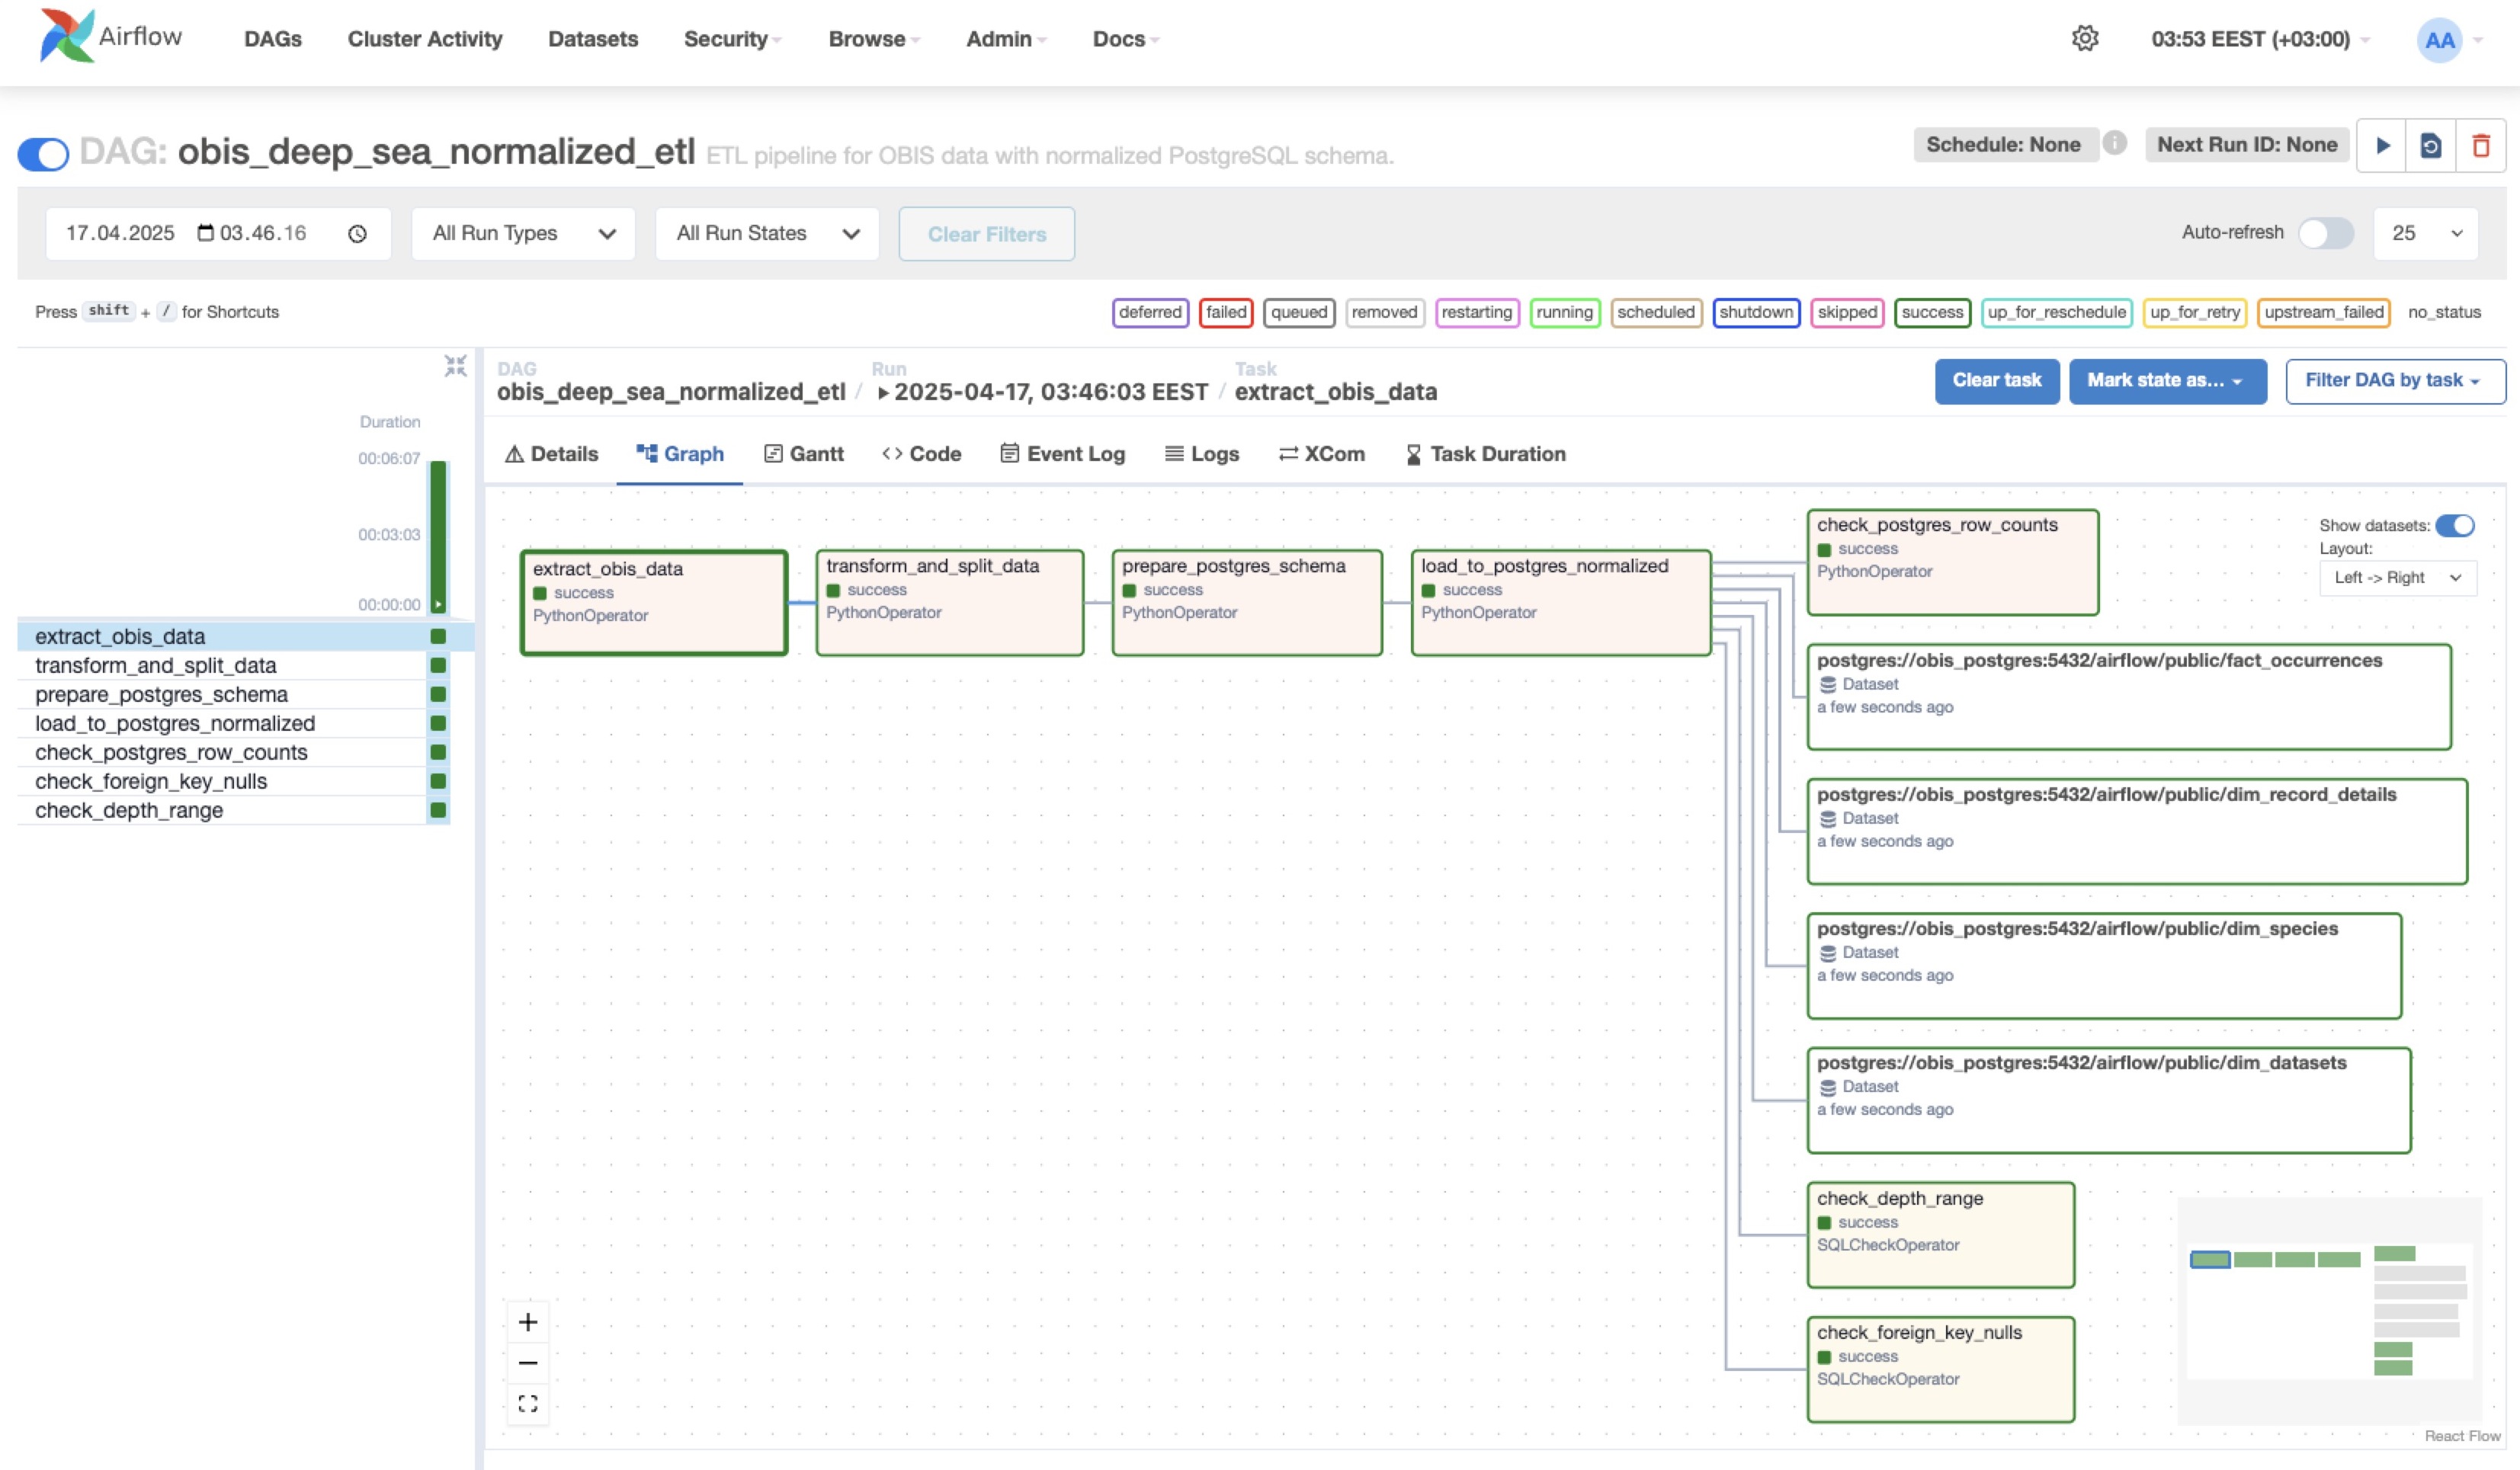 Airflow DAGs Cluster Activity Datasets Security Browse Admin Docs 03:53 EEST (+03:00) AA
DAG: obis_deep_sea_normalized_etl ETL pipeline for OBIS data with normalized PostgreSQL schema. Schedule: None i Next Run ID: None
17.04.2025 03.46.16 All Run Types All Run States Clear Filters Auto-refresh 25
Press shift + / for Shortcuts deferred failed queued removed restarting running scheduled shutdown skipped success up_for_reschedule up_for_retry upstream_failed no_status
Duration
00:06:07
00:03:03
00:00:00
extract_obis_data
transform_and_split_data
prepare_postgres_schema
load_to_postgres_normalized
check_postgres_row_counts
check_foreign_key_nulls
check_depth_range
DAG Run Task
obis_deep_sea_normalized_etl / 2025-04-17, 03:46:03 EEST / extract_obis_data
Clear task Mark state as... Filter DAG by task
Details Graph Gantt Code Event Log Logs XCom Task Duration
extract_obis_data
success
PythonOperator
transform_and_split_data
success
PythonOperator
prepare_postgres_schema
success
PythonOperator
load_to_postgres_normalized
success
PythonOperator
check_postgres_row_counts
success
PythonOperator
Show datasets:
Layout:
Left -> Right
postgres://obis_postgres:5432/airflow/public/fact_occurrences
Dataset
a few seconds ago
postgres://obis_postgres:5432/airflow/public/dim_record_details
Dataset
a few seconds ago
postgres://obis_postgres:5432/airflow/public/dim_species
Dataset
a few seconds ago
postgres://obis_postgres:5432/airflow/public/dim_datasets
Dataset
a few seconds ago
check_depth_range
success
SQLCheckOperator
check_foreign_key_nulls
success
SQLCheckOperator
React Flow